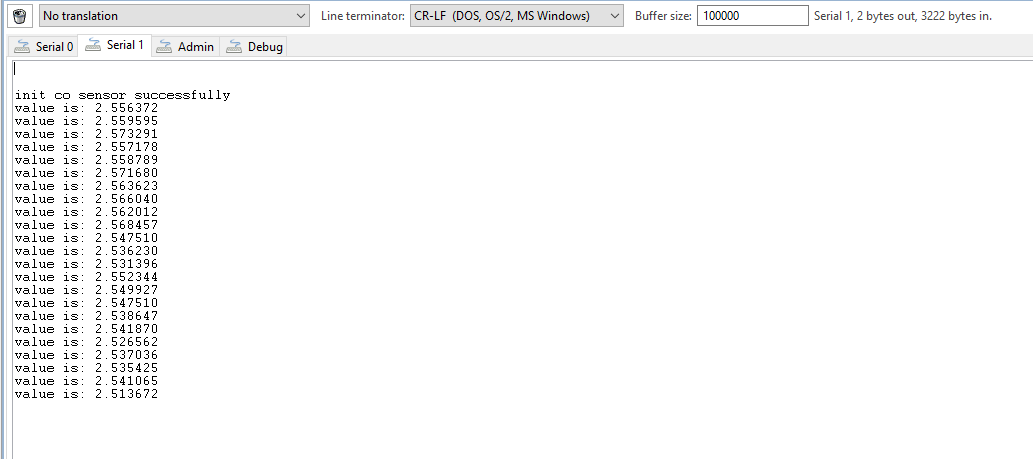 No translation Line terminator: CR-LF (DOS, OS/2, MS Windows) Buffer size: 100000 Serial 1, 2 bytes out, 3222 bytes in.
Serial 0 Serial 1 Admin Debug
init co sensor successfully
value is: 2.556372
value is: 2.559595
value is: 2.573291
value is: 2.557178
value is: 2.558789
value is: 2.571680
value is: 2.563623
value is: 2.566040
value is: 2.562012
value is: 2.568457
value is: 2.547510
value is: 2.536230
value is: 2.531396
value is: 2.552344
value is: 2.549927
value is: 2.547510
value is: 2.538647
value is: 2.541870
value is: 2.526562
value is: 2.537036
value is: 2.535425
value is: 2.541065
value is: 2.513672